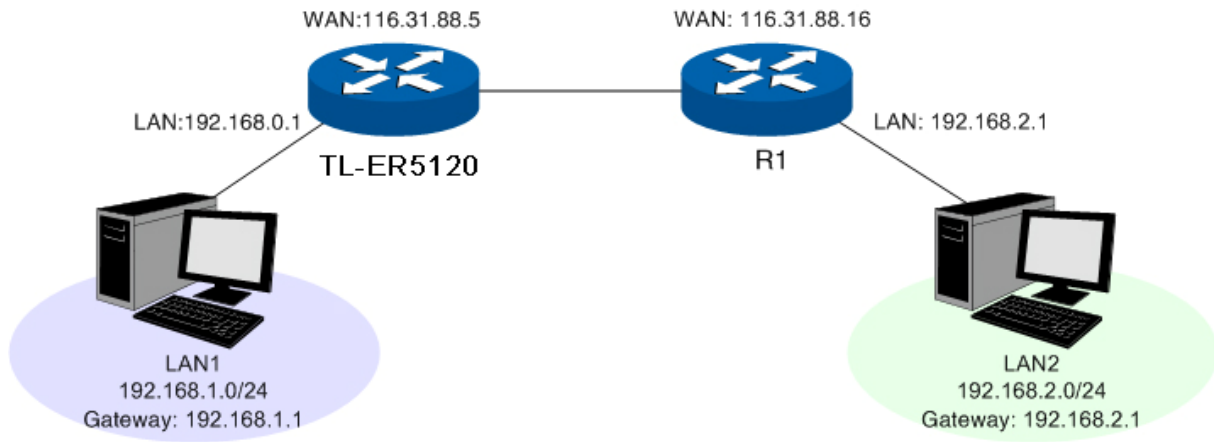 WAN:116.31.88.5
WAN: 116.31.88.16
LAN:192.168.0.1
LAN: 192.168.2.1
TL-ER5120
R1
LAN1
192.168.1.0/24
Gateway: 192.168.1.1
LAN2
192.168.2.0/24
Gateway: 192.168.2.1